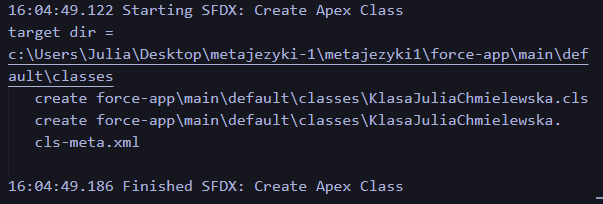 16:04:49.122 Starting SFDX: Create Apex Class
target dir =
c:\Users\Julia\Desktop\metajezyki-1\metajezyki1\force-app\main\def
ault\classes
create force-app\main\default\classes\KlasaJuliaChmielewska.cls
create force-app\main\default\classes\KlasaJuliaChmielewska.
cls-meta.xml
16:04:49.186 Finished SFDX: Create Apex Class